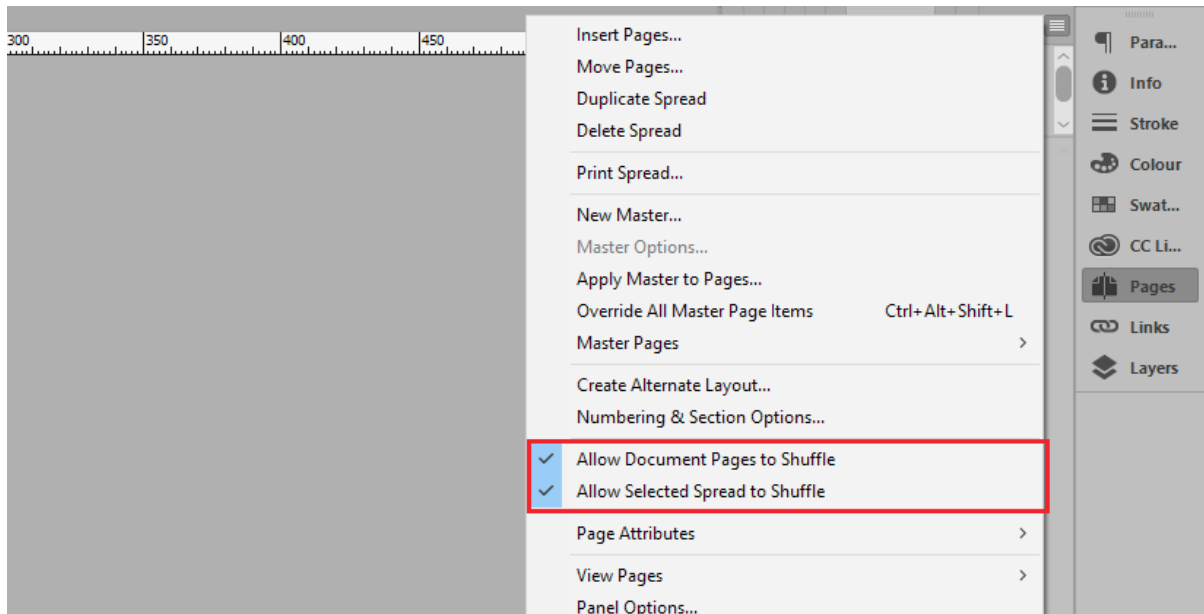 300 350 400 450
Insert Pages...
Move Pages...
Duplicate Spread
Delete Spread
Print Spread...
New Master...
Master Options...
Apply Master to Pages...
Override All Master Page Items Ctrl+Alt+Shift+L
Master Pages
Create Alternate Layout...
Numbering & Section Options...
Allow Document Pages to Shuffle
Allow Selected Spread to Shuffle
Page Attributes
View Pages
Panel Options...
Para...
Info
Stroke
Colour
Swat...
CC Li...
Pages
Links
Layers